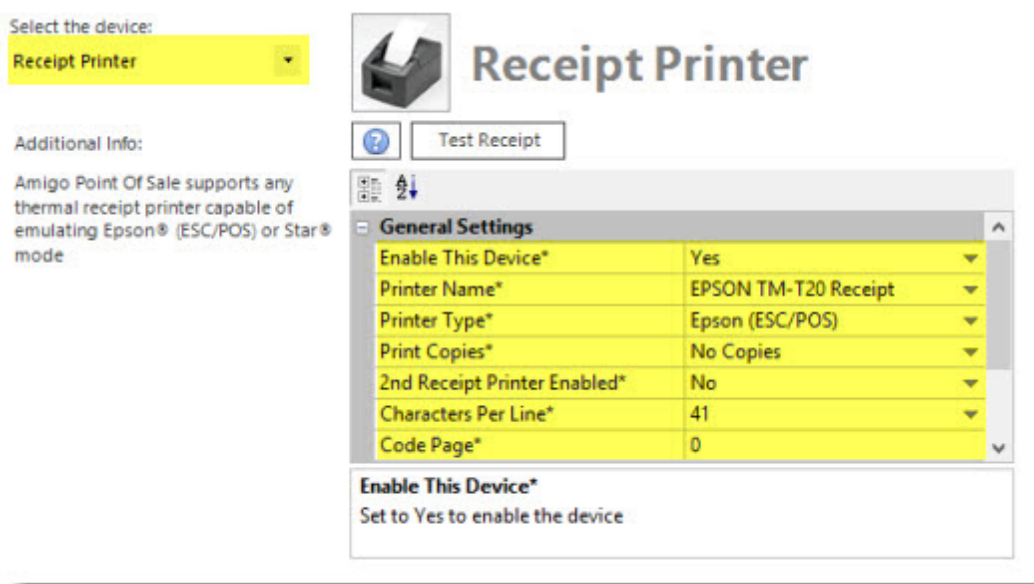 Select the device:
Receipt Printer
Receipt Printer
Additional Info:
Test Receipt
Amigo Point Of Sale supports any
thermal receipt printer capable of
emulating Epson® (ESC/POS) or Star®
mode
General Settings
Enable This Device* Yes
Printer Name* EPSON TM-T20 Receipt
Printer Type* Epson (ESC/POS)
Print Copies* No Copies
2nd Receipt Printer Enabled* No
Characters Per Line* 41
Code Page* 0
Enable This Device*
Set to Yes to enable the device